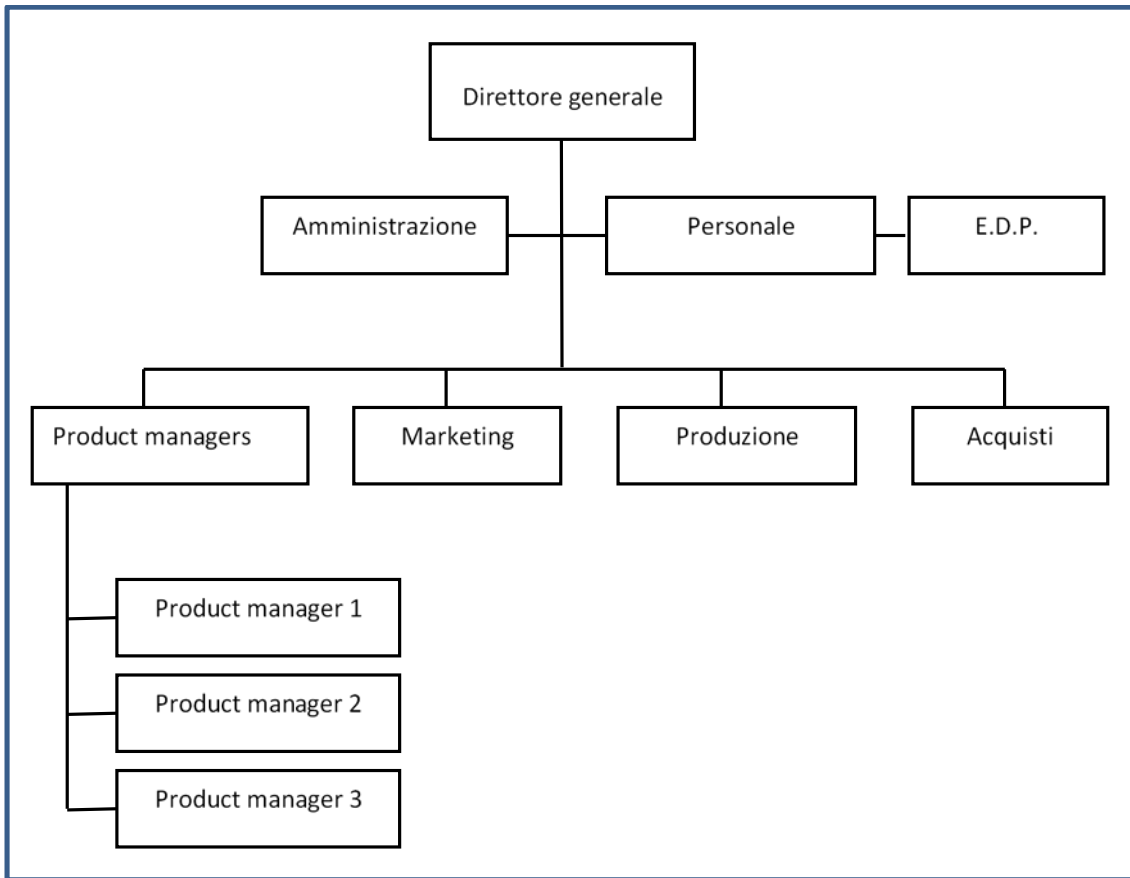 Direttore generale
Amministrazione
Personale
E.D.P.
Product managers
Marketing
Produzione
Acquisti
Product manager 1
Product manager 2
Product manager 3